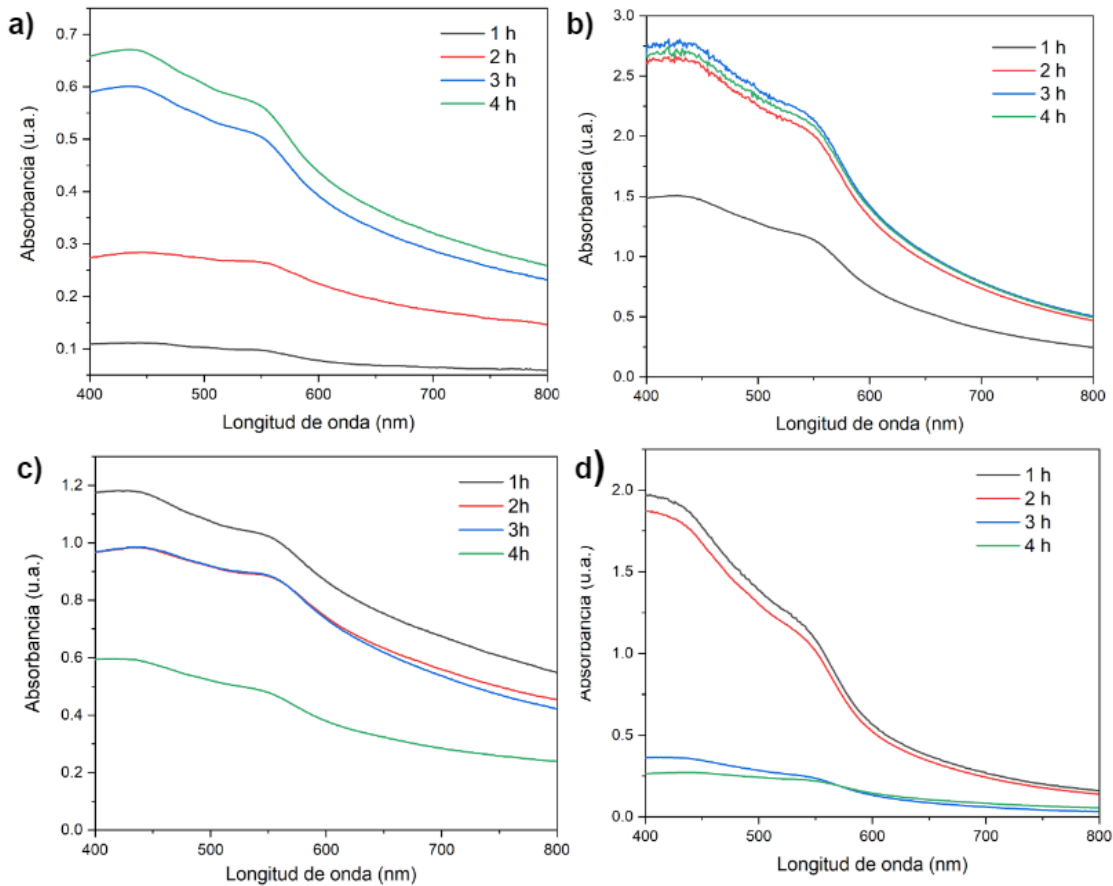 a)
0.7
0.6
0.5
0.4
0.3
0.2
0.1
Absorbancia (u.a.)
1 h
2 h
3 h
4 h
400 500 600 700 800
Longitud de onda (nm)
b)
3.0
2.5
2.0
1.5
1.0
0.5
0.0
Absorbancia (u.a.)
1 h
2 h
3 h
4 h
400 500 600 700 800
Longitud de onda (nm)
c)
1.2
1.0
0.8
0.6
0.4
0.2
0.0
Absorbancia (u.a.)
1h
2h
3h
4h
400 500 600 700 800
Longitud de onda (nm)
d)
2.0
1.5
1.0
0.5
0.0
Absorbancia (u.a.)
1 h
2 h
3 h
4 h
400 500 600 700 800
Longitud de onda (nm)